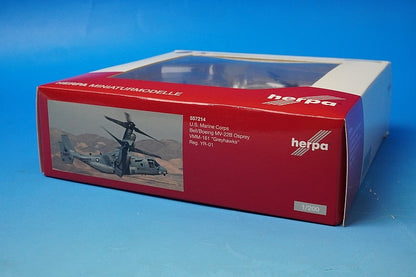 HERPA MINIATURMODELLE
herpa
557214
U.S. Marine Corps
Bell/Boeing MV-22B Osprey
VMM-161 "Greyhawks"
Reg. YR-01
herpa
1/200